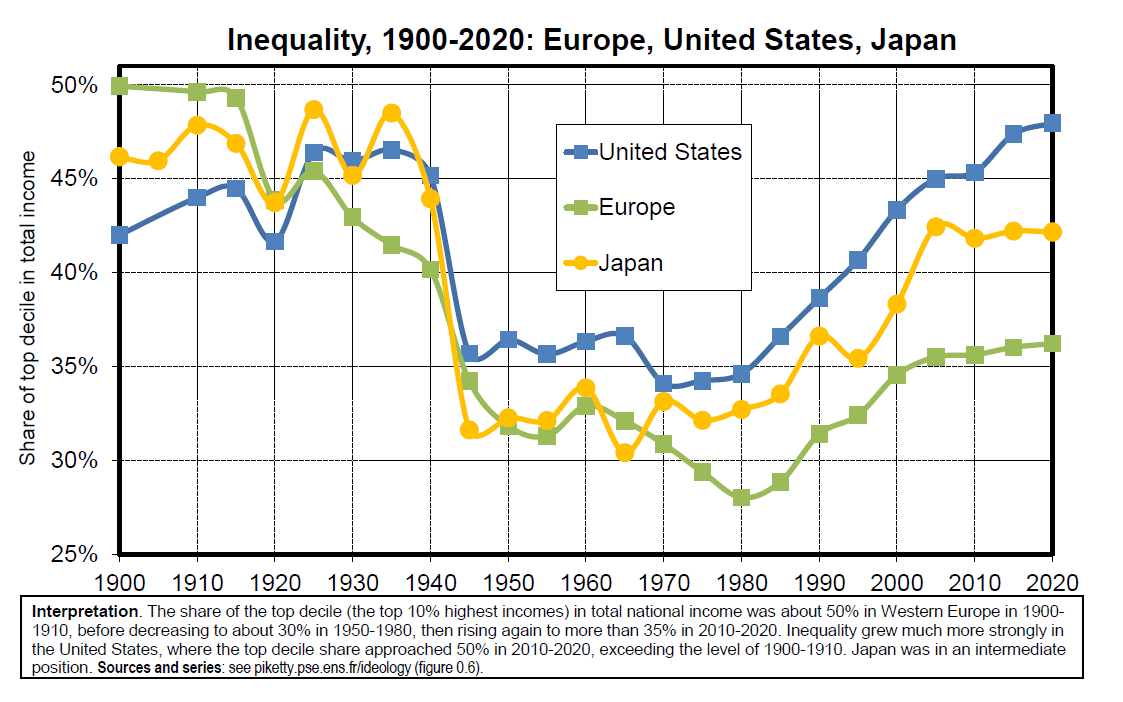 Inequality, 1900-2020: Europe, United States, Japan
Share of top decile in total income
50%
45%
40%
35%
30%
25%
United States
Europe
Japan
1900 1910 1920 1930 1940 1950 1960 1970 1980 1990 2000 2010 2020
Interpretation. The share of the top decile (the top 10% highest incomes) in total national income was about 50% in Western Europe in 1900-
1910, before decreasing to about 30% in 1950-1980, then rising again to more than 35% in 2010-2020. Inequality grew much more strongly in
the United States, where the top decile share approached 50% in 2010-2020, exceeding the level of 1900-1910. Japan was in an intermediate
position. Sources and series: see piketty.pse.ens.fr/ideology (figure 0.6).